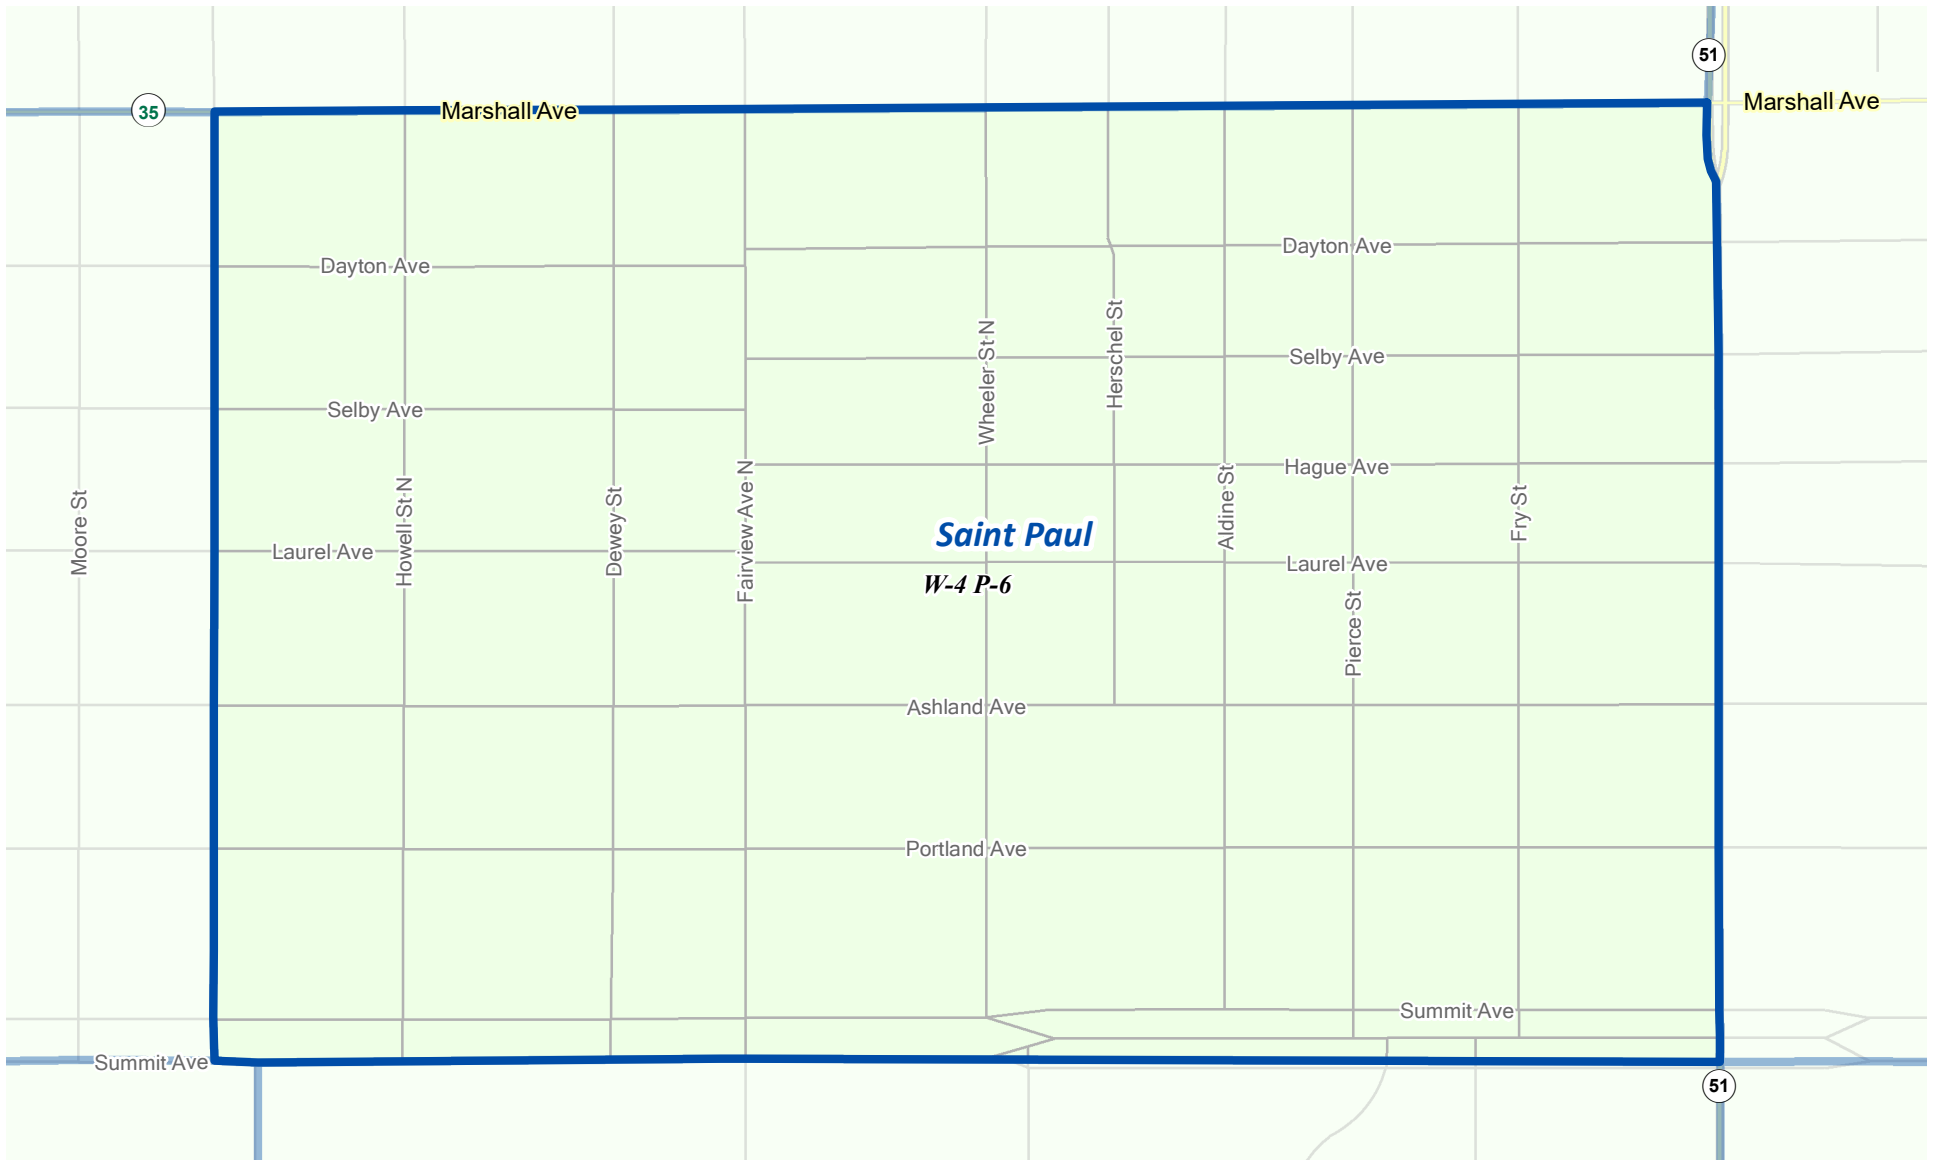 51
35
Marshall Ave
Marshall Ave
Dayton Ave
Dayton Ave
Wheeler St N
Herschel St
Selby Ave
Selby Ave
Moore St
Howell St N
Dewey St
Fairview Ave N
Hague Ave
Aldine St
Fry St
Saint Paul
Laurel Ave
Laurel Ave
W-4 P-6
Pierce St
Ashland Ave
Portland Ave
Summit Ave
Summit Ave
51